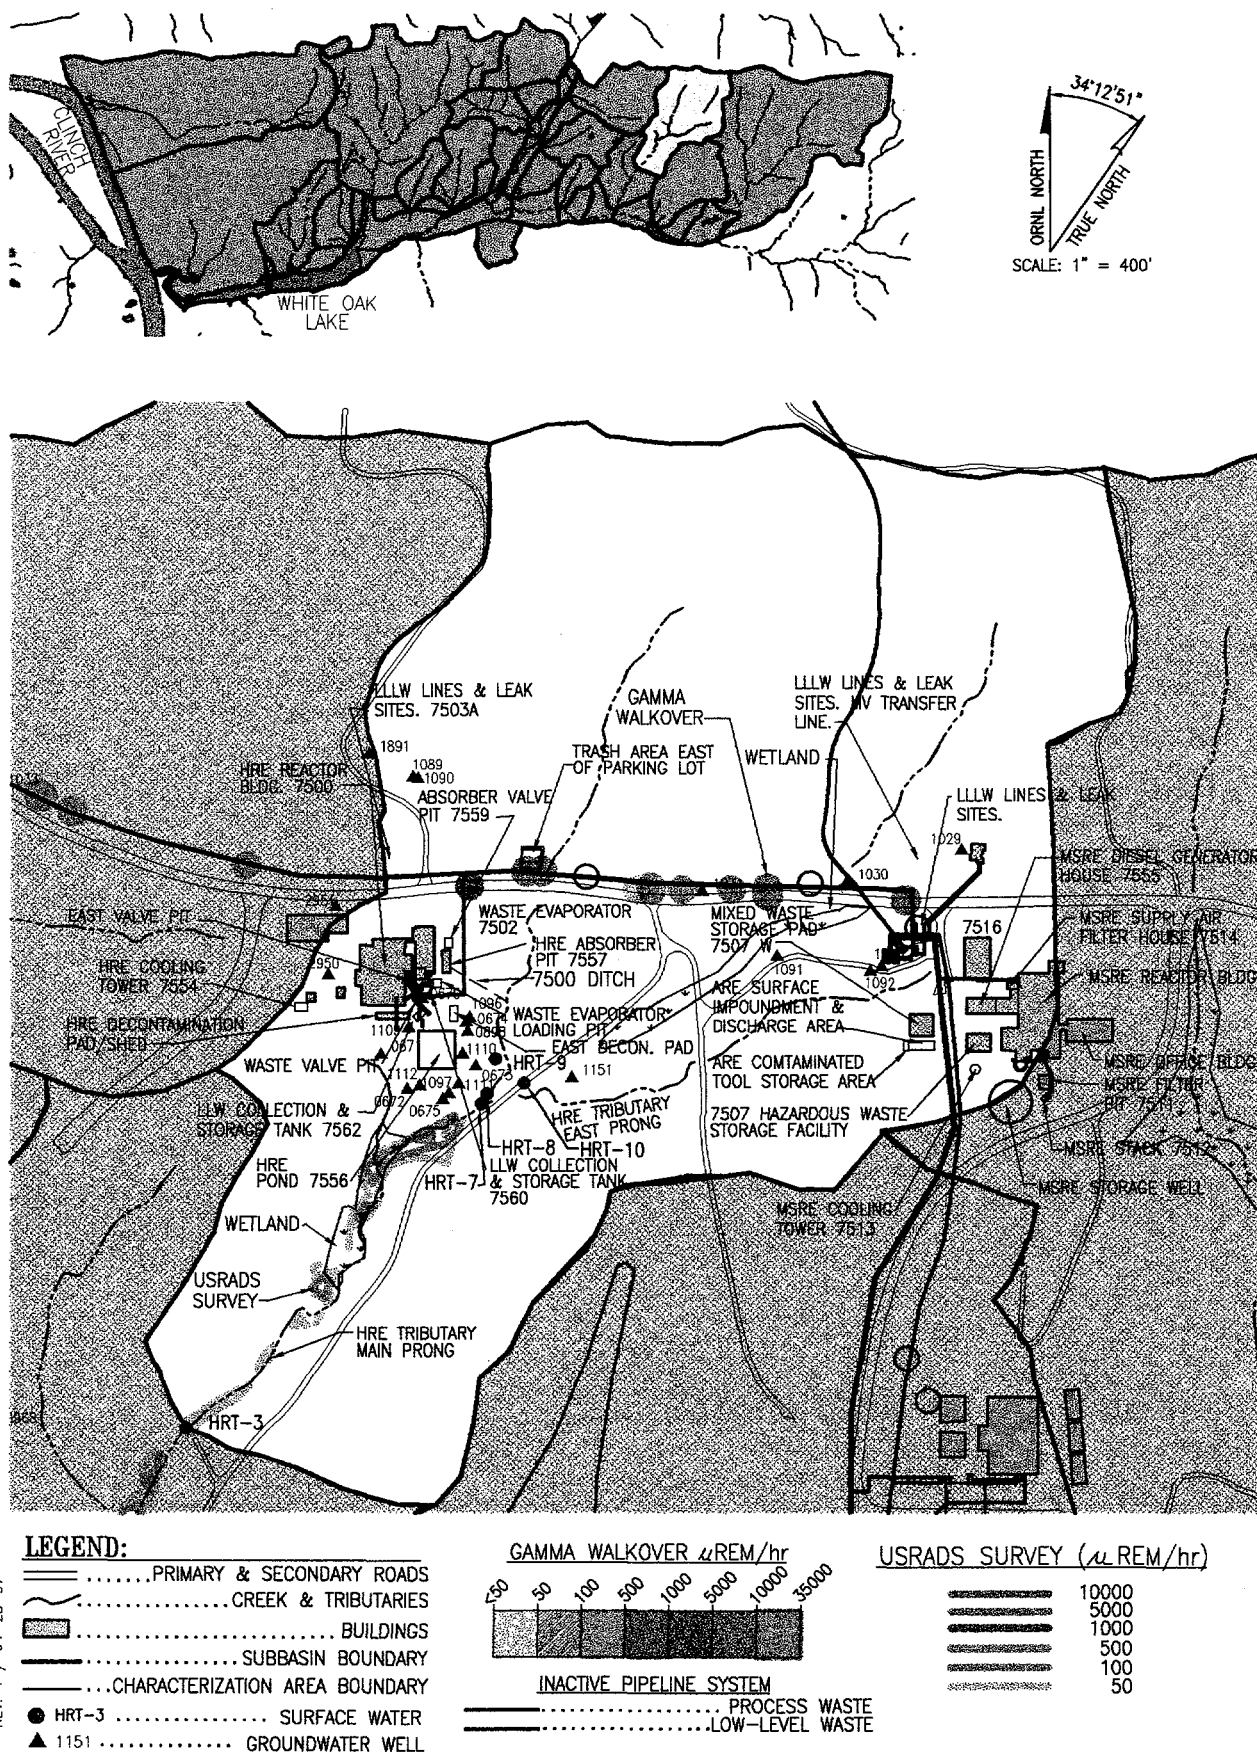 CLINCH
RIVER
WHITE OAK
LAKE
34°12'51"
ORNL NORTH
TRUE NORTH
SCALE: 1" = 400'
LLLW LINES & LEAK
SITES. 7503A
GAMMA
WALKOVER
LLLW LINES & LEAK
SITES. MV TRANSFER
LINE.
1891
1089
1090
HRE REACTOR
BLDG. 7500
TRASH AREA EAST
OF PARKING LOT
WETLAND
ABSORBER VALVE
PIT 7559
LLLW LINES & LEAK
SITES.
1029
1030
MSRE DIESEL GENERATOR
HOUSE 7555
EAST VALVE PIT
WASTE EVAPORATOR
7502
MIXED WASTE
STORAGE PAD*
7507 W
7516
MSRE SUPPLY AIR
FILTER HOUSE 7514
HRE ABSORBER
PIT 7557
7500 DITCH
HRE COOLING
TOWER 7554
1091
1092
MSRE REACTOR BLDG
ARE SURFACE
IMPOUNDMENT &
DISCHARGE AREA
1096
WASTE EVAPORATOR*
LOADING PIT
HRE DECONTAMINATION
PAD/SHED
EAST DECON. PAD
WASTE VALVE PIT
1110
HRT-9
0673
1151
ARE COMTAMINATED
TOOL STORAGE AREA
MSRE OFFICE BLDG
MSRE FILTER
PIT 7511
1112
1097
0672
0675
LLW COLLECTION &
STORAGE TANK 7562
HRE TRIBUTARY
EAST PRONG
7507 HAZARDOUS WASTE
STORAGE FACILITY
HRT-8
HRT-10
MSRE STACK 7512
HRE
POND 7556
HRT-7
LLW COLLECTION
& STORAGE TANK
7560
MSRE STORAGE WELL
MSRE COOLING
TOWER 7513
WETLAND
USRADS
SURVEY
HRE TRIBUTARY
MAIN PRONG
HRT-3
LEGEND:
.......PRIMARY & SECONDARY ROADS
CREEK & TRIBUTARIES
BUILDINGS
SUBBASIN BOUNDARY
...CHARACTERIZATION AREA BOUNDARY
HRT-3 SURFACE WATER
1151 GROUNDWATER WELL
GAMMA WALKOVER μREM/hr
<50 50 100 500 1000 5000 10000 35000
INACTIVE PIPELINE SYSTEM
PROCESS WASTE
LOW-LEVEL WASTE
USRADS SURVEY (μREM/hr)
10000
5000
1000
500
100
50